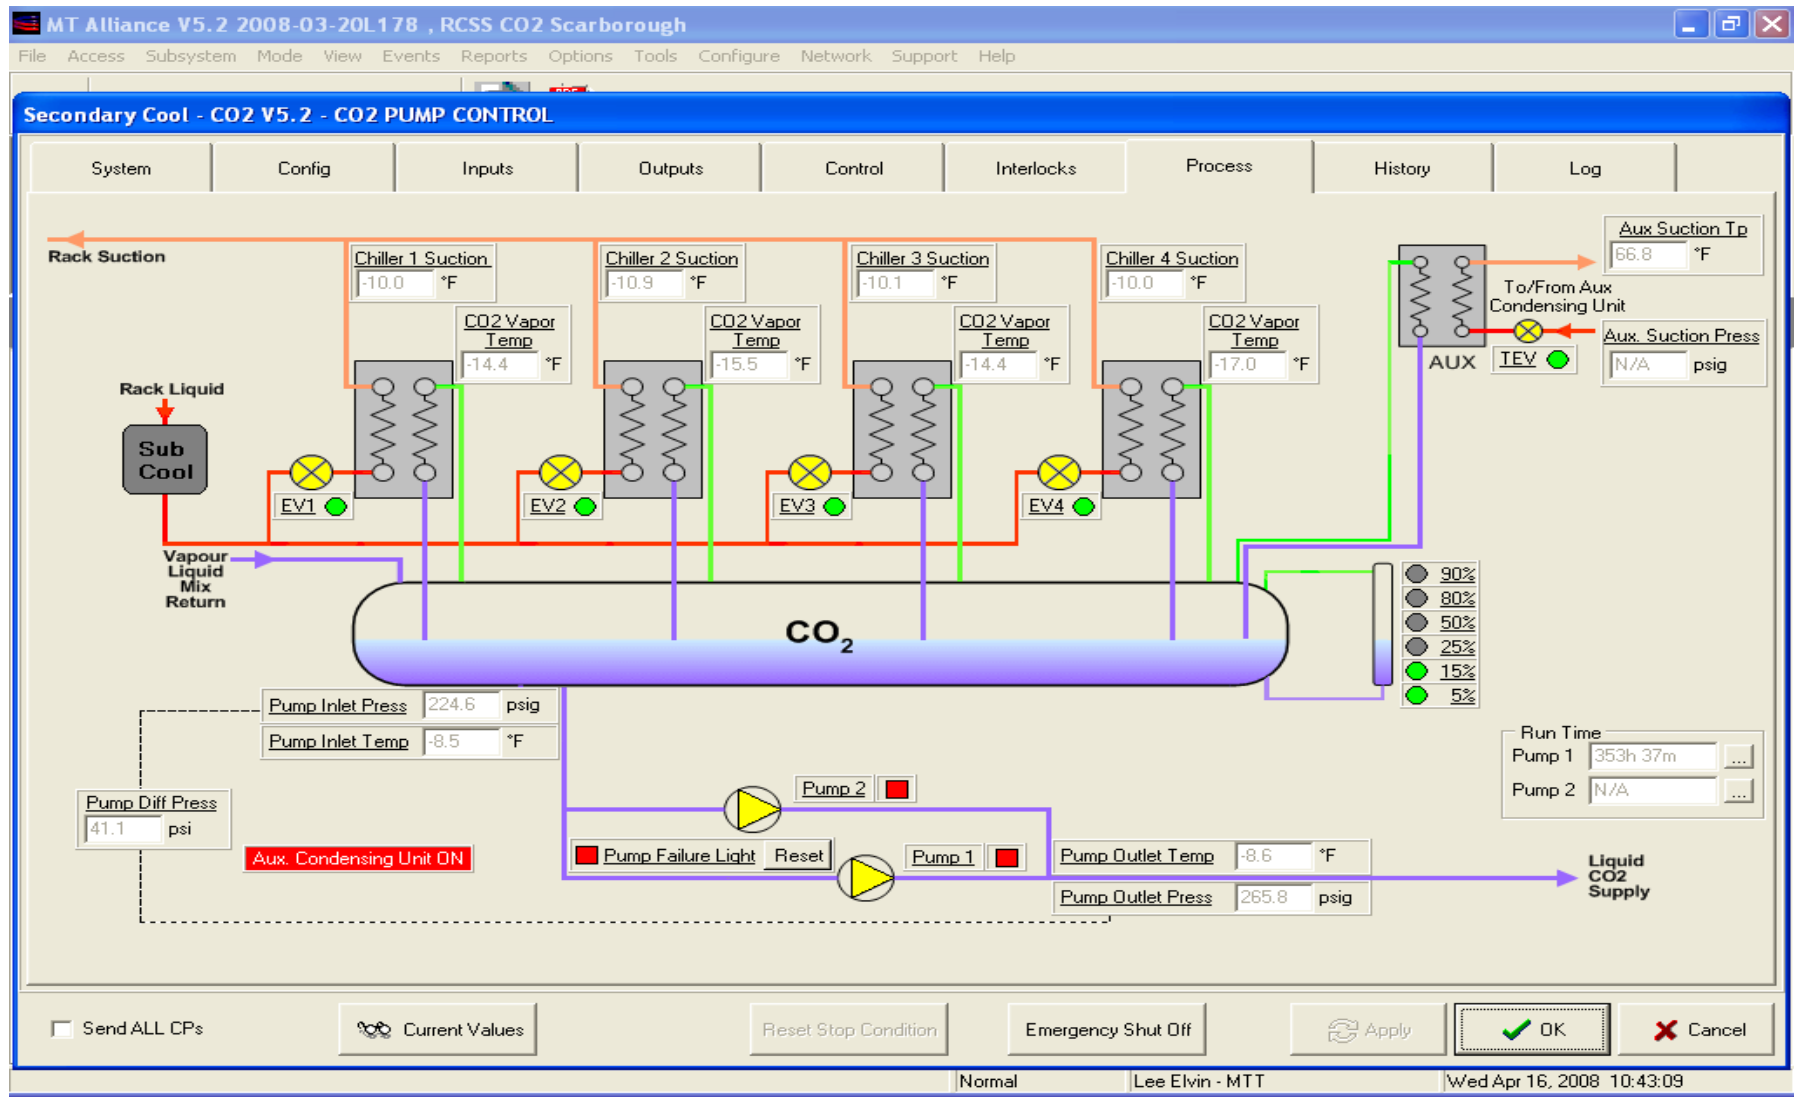 MT Alliance V5.2 2008-03-20L178 , RCSS CO2 Scarborough
File Access Subsystem Mode View Events Reports Options Tools Configure Network Support Help
Secondary Cool - CO2 V5.2 - CO2 PUMP CONTROL
System Config Inputs Outputs Control Interlocks Process History Log
Rack Suction
Chiller 1 Suction
-10.0 °F
Chiller 2 Suction
-10.9 °F
Chiller 3 Suction
-10.1 °F
Chiller 4 Suction
-10.0 °F
Aux Suction Tp
66.8 °F
To/From Aux
Condensing Unit
Aux. Suction Press
N/A psig
AUX
TEV
CO2 Vapor
Temp
-14.4 °F
CO2 Vapor
Temp
-15.5 °F
CO2 Vapor
Temp
-14.4 °F
CO2 Vapor
Temp
-17.0 °F
Rack Liquid
Sub
Cool
EV1
EV2
EV3
EV4
Vapour
Liquid
Mix
Return
CO2
90%
80%
50%
25%
15%
5%
Pump Inlet Press 224.6 psig
Pump Inlet Temp -8.5 °F
Run Time
Pump 1 353h 37m ...
Pump 2 N/A ...
Pump Diff Press
41.1 psi
Pump 2
Aux. Condensing Unit ON
Pump Failure Light Reset
Pump 1
Pump Outlet Temp -8.6 °F
Pump Outlet Press 265.8 psig
Liquid
CO2
Supply
Send ALL CPs Current Values Reset Stop Condition Emergency Shut Off Apply OK Cancel
Normal Lee Elvin - MTT Wed Apr 16, 2008 10:43:09